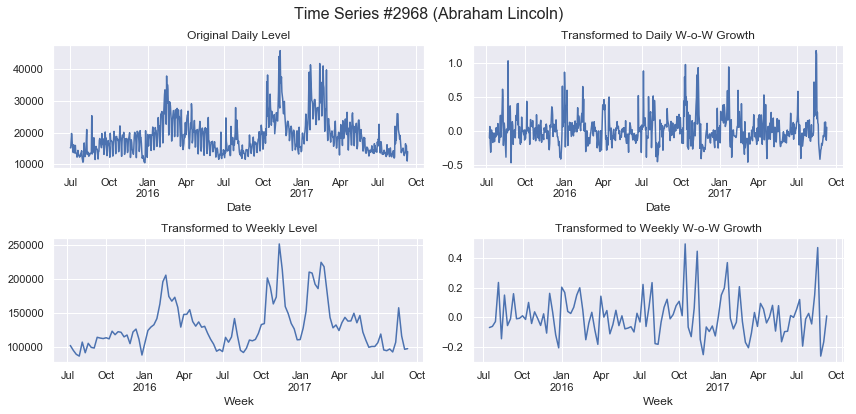 Time Series #2968 (Abraham Lincoln)
Original Daily Level
40000
30000
20000
10000
Jul Oct Jan Apr Jul Oct Jan Apr Jul Oct
2016 2017
Date
Transformed to Daily W-o-W Growth
1.0
0.5
0.0
−0.5
Jul Oct Jan Apr Jul Oct Jan Apr Jul Oct
2016 2017
Date
Transformed to Weekly Level
250000
200000
150000
100000
Jul Oct Jan Apr Jul Oct Jan Apr Jul Oct
2016 2017
Week
Transformed to Weekly W-o-W Growth
0.4
0.2
0.0
−0.2
Jul Oct Jan Apr Jul Oct Jan Apr Jul Oct
2016 2017
Week